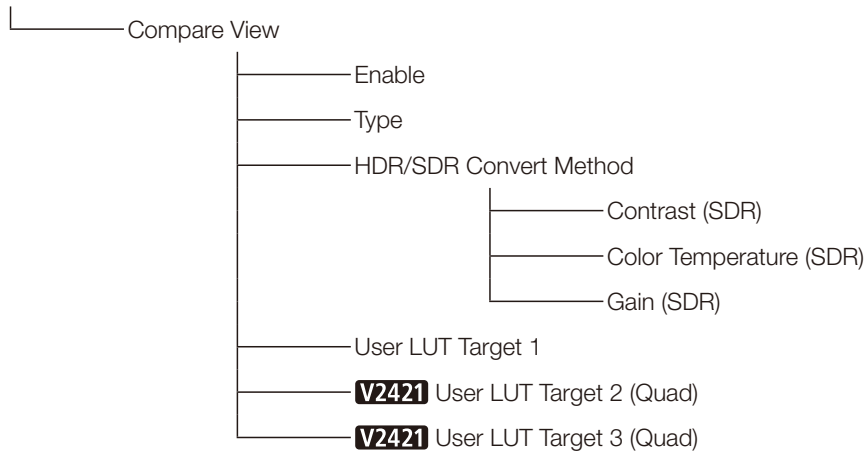 Compare View
Enable
Type
HDR/SDR Convert Method
Contrast (SDR)
Color Temperature (SDR)
Gain (SDR)
User LUT Target 1
V2421 User LUT Target 2 (Quad)
V2421 User LUT Target 3 (Quad)